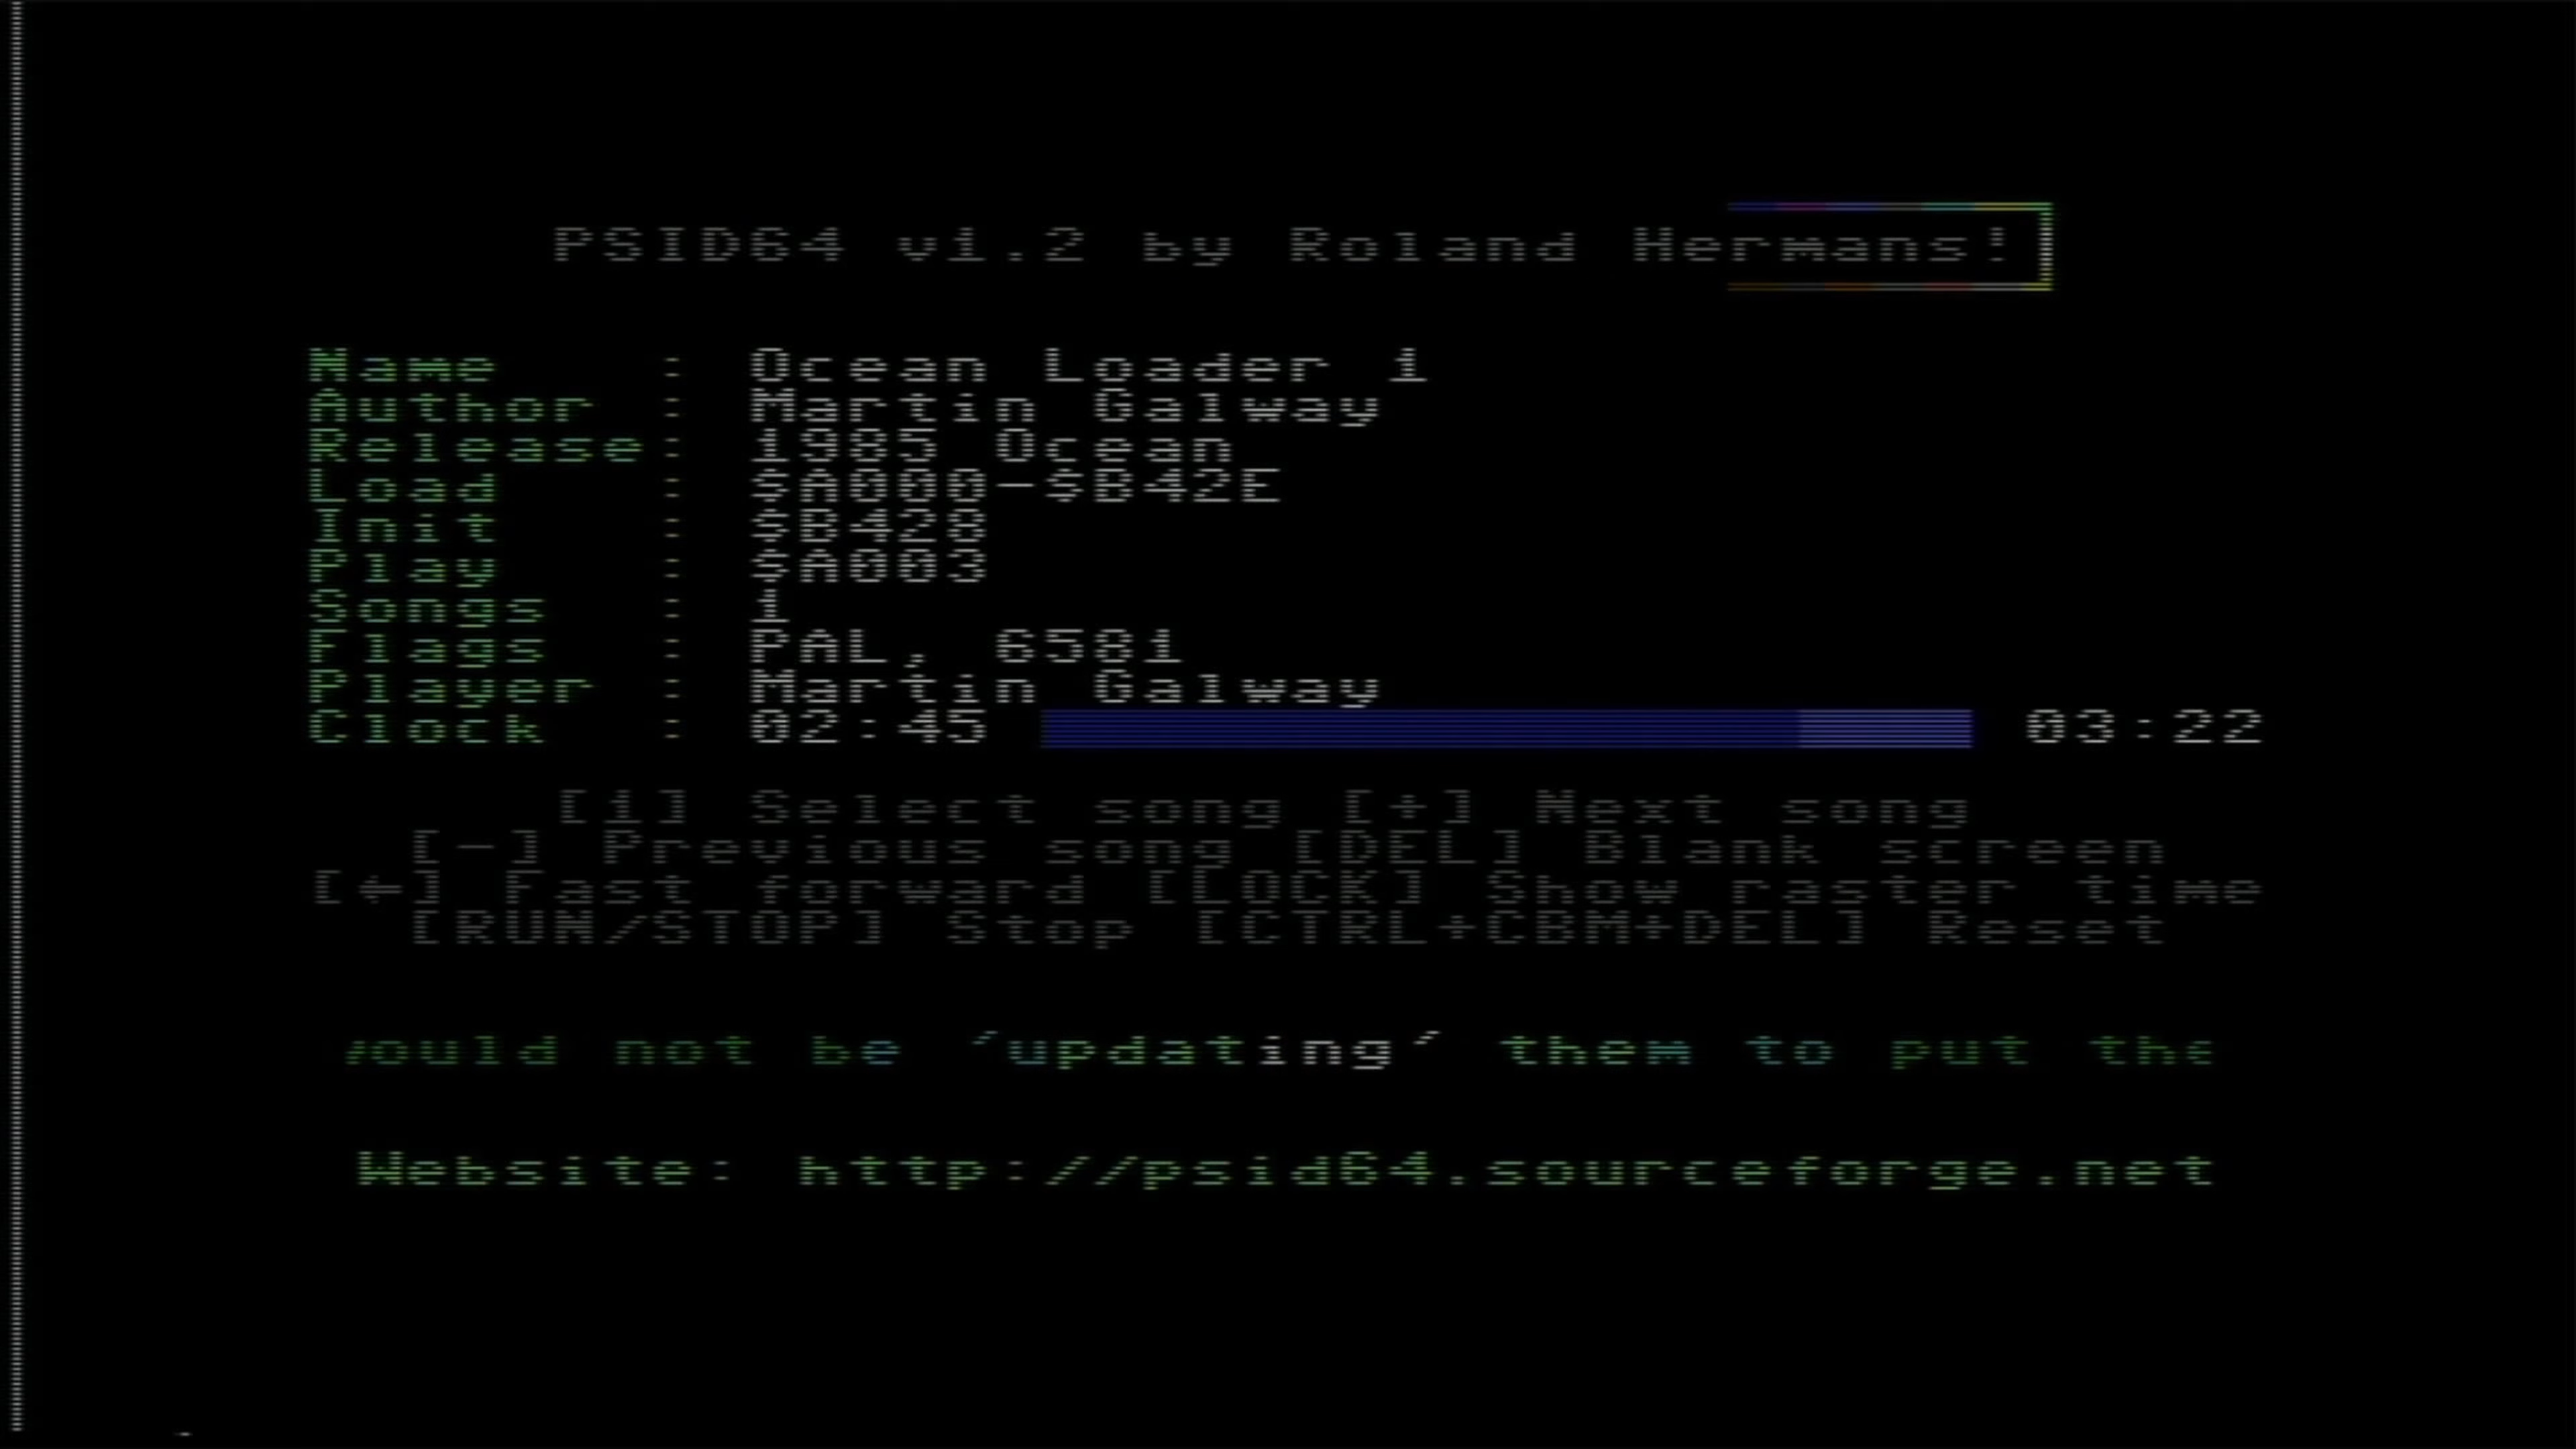 PSID64 v1.2 by Roland Hermans!
Name : Ocean Loader 1
Author : Martin Galway
Release : 1985 Ocean
Load : $A000-$B42E
Init : $B428
Play : $A003
Songs : 1
Flags : PAL, 6581
Player : Martin Galway
Clock : 02:45 03:22
[1] Select song [+] Next song
[-] Previous song [DEL] Blank screen
[←] Fast forward [LOCK] Show raster time
[RUN/STOP] Stop [CTRL+CBM+DEL] Reset
would not be 'updating' them to put the
Website: http://psid64.sourceforge.net